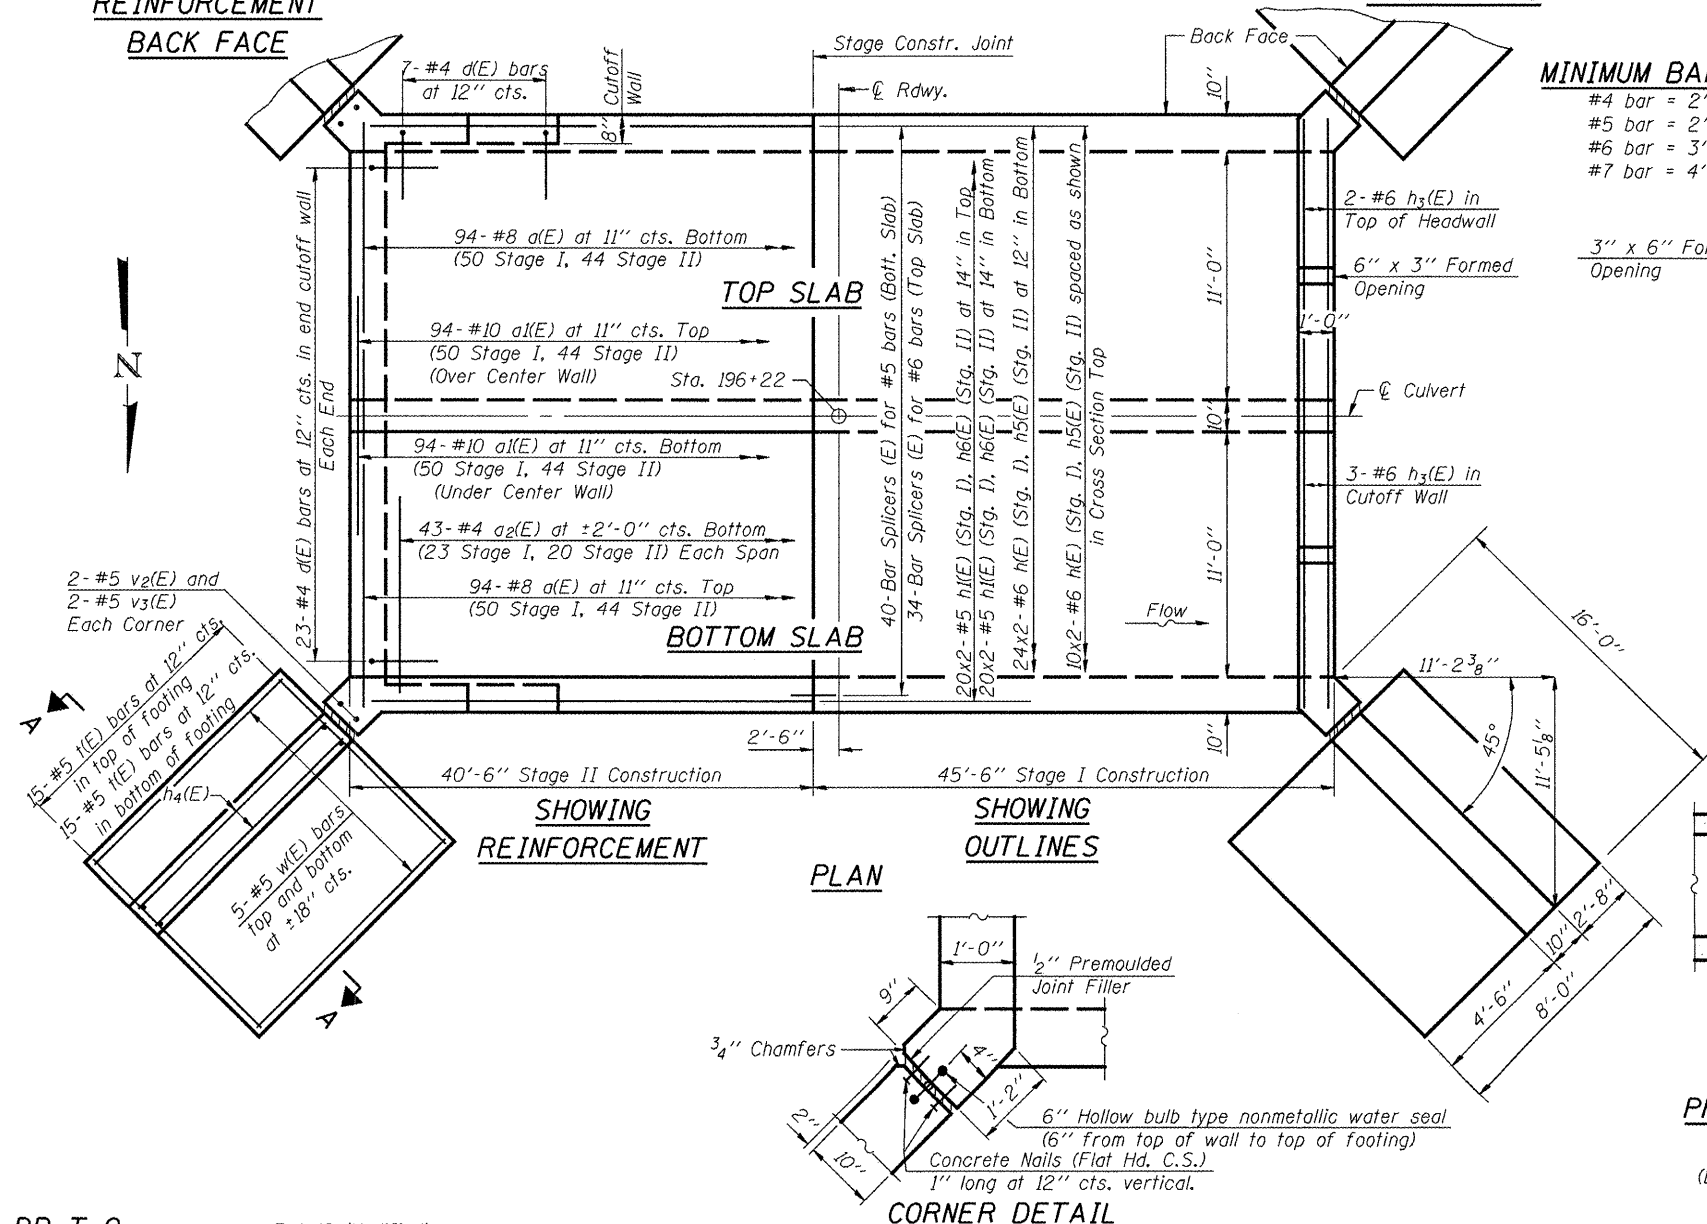 REINFORCEMENT
BACK FACE
7-#4 d(E) bars
at 12" cts.
8" Cutoff
Wall
Stage Constr. Joint
℄ Rdwy.
Back Face
10"
MINIMUM BA
#4 bar = 2'
#5 bar = 2'
#6 bar = 3'
#7 bar = 4'
2-#6 h3(E) in
Top of Headwall
3" x 6" Fo
Opening
6" x 3" Formed
Opening
1'-0"
11'-0"
10"
11'-0"
10"
℄ Culvert
3-#6 h3(E) in
Cutoff Wall
N
23-#4 d(E) bars at 12" cts. in end cutoff wall
Each End
94-#8 a(E) at 11" cts. Bottom
(50 Stage I, 44 Stage II)
TOP SLAB
94-#10 a1(E) at 11" cts. Top
(50 Stage I, 44 Stage II)
(Over Center Wall)
Sta. 196+22
94-#10 a1(E) at 11" cts. Bottom
(50 Stage I, 44 Stage II)
(Under Center Wall)
43-#4 a2(E) at ±2'-0" cts. Bottom
(23 Stage I, 20 Stage II) Each Span
94-#8 a(E) at 11" cts. Top
(50 Stage I, 44 Stage II)
BOTTOM SLAB
40-Bar Splicers (E) for #5 bars (Bott. Slab)
34-Bar Splicers (E) for #6 bars (Top Slab)
20x2-#5 h1(E) (Stg. I), h6(E) (Stg. II) at 14" in Top
20x2-#5 h1(E) (Stg. I), h6(E) (Stg. II) at 14" in Bottom
24x2-#6 h(E) (Stg. I), h5(E) (Stg. II) at 12" in Bottom
10x2-#6 h(E) (Stg. I), h5(E) (Stg. II) spaced as shown
in Cross Section Top
Flow
2-#5 v2(E) and
2-#5 v3(E)
Each Corner
15-#5 t(E) bars at 12" cts.
in top of footing
15-#5 t(E) bars at 12" cts.
in bottom of footing
h4(E)
5-#5 w(E) bars
top and bottom
at ±18" cts.
A
A
2'-6"
40'-6" Stage II Construction
45'-6" Stage I Construction
SHOWING
REINFORCEMENT
SHOWING
OUTLINES
PLAN
16'-0"
11'-2 3/8"
45°
11'-5 1/8"
10"
2'-8"
4'-6"
8'-0"
1'-0"
1/2" Premoulded
Joint Filler
9"
3/4" Chamfers
4"
1'-2"
2"
10"
6" Hollow bulb type nonmetallic water seal
(6" from top of wall to top of footing)
Concrete Nails (Flat Hd. C.S.)
1" long at 12" cts. vertical.
CORNER DETAIL